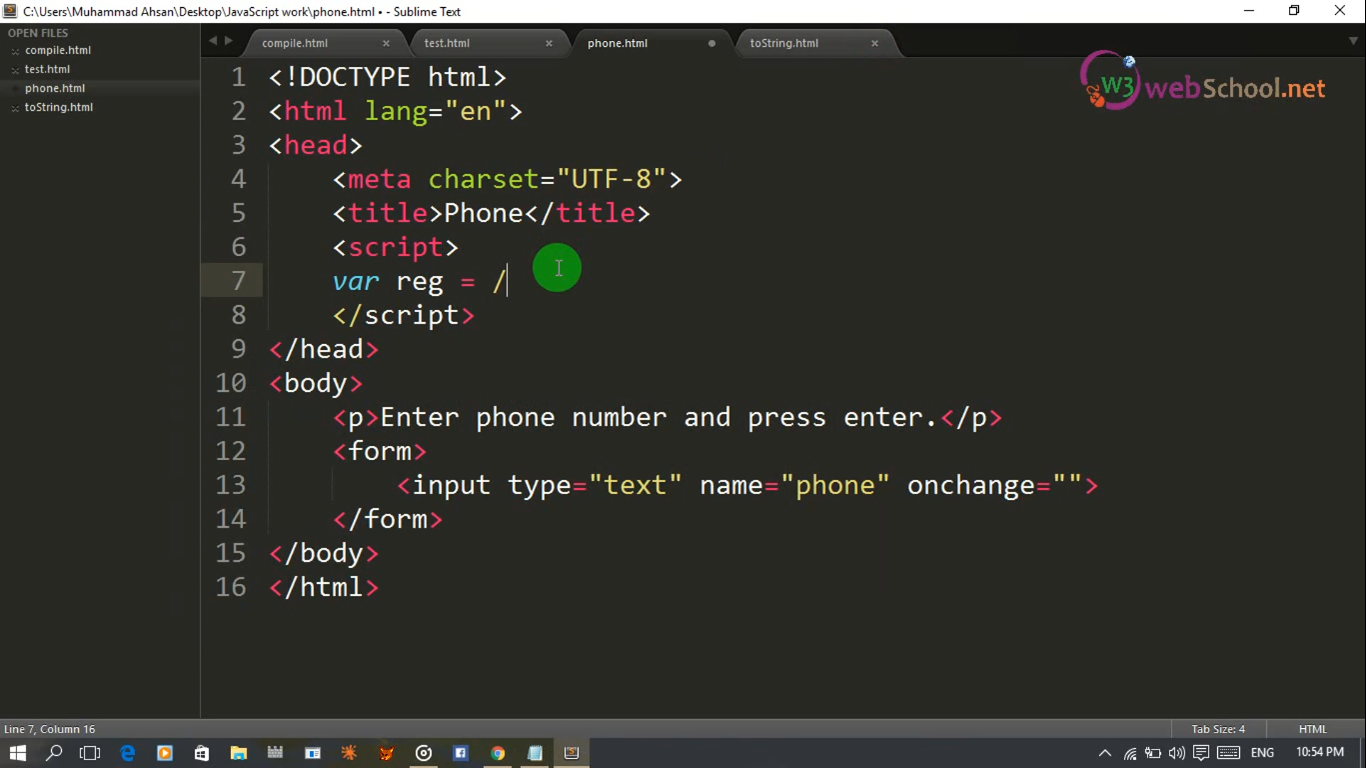 C:\Users\Muhammad Ahsan\Desktop\JavaScript work\phone.html • - Sublime Text
OPEN FILES
compile.html
test.html
phone.html
toString.html
compile.html × test.html × phone.html toString.html ×
W3 webSchool.net
1 <!DOCTYPE html>
2 <html lang="en">
3 <head>
4 <meta charset="UTF-8">
5 <title>Phone</title>
6 <script>
7 var reg = /
8 </script>
9 </head>
10 <body>
11 <p>Enter phone number and press enter.</p>
12 <form>
13 <input type="text" name="phone" onchange="">
14 </form>
15 </body>
16 </html>
Line 7, Column 16
Tab Size: 4
HTML
ENG
10:54 PM